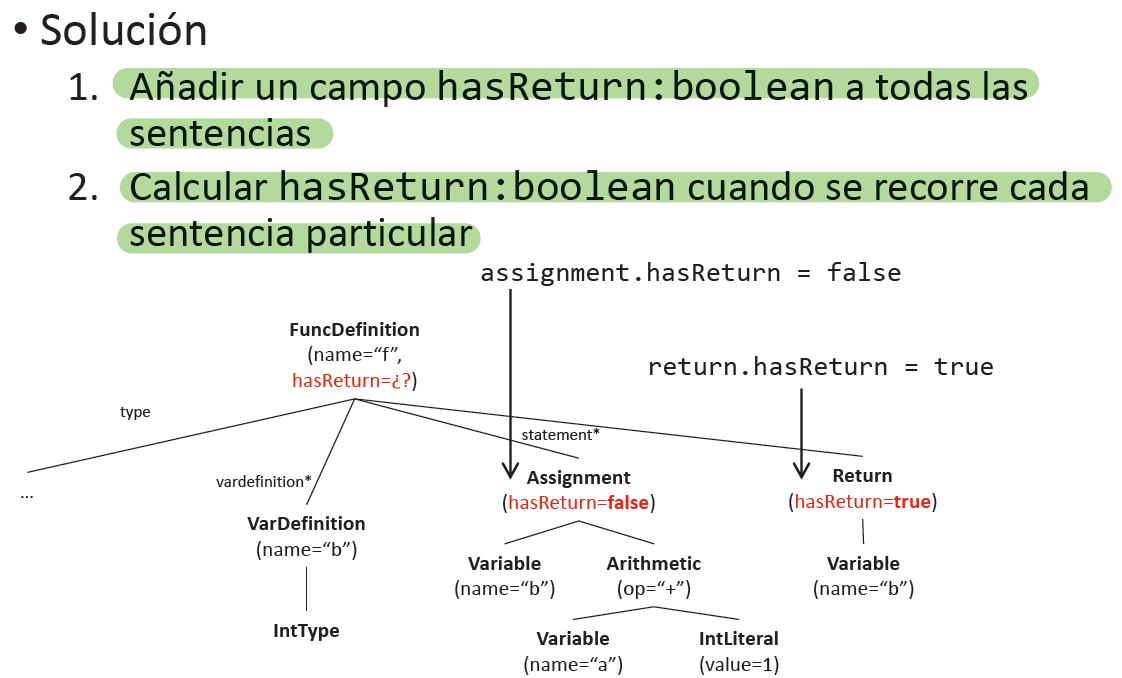 • Solución
1. Añadir un campo hasReturn:boolean a todas las
sentencias
2. Calcular hasReturn:boolean cuando se recorre cada
sentencia particular
assignment.hasReturn = false
FuncDefinition
(name=“f”,
hasReturn=¿?)
return.hasReturn = true
type
statement*
vardefinition*
...
Assignment
(hasReturn=false)
Return
(hasReturn=true)
VarDefinition
(name=“b”)
Variable
(name=“b”)
Arithmetic
(op=“+”)
Variable
(name=“b”)
IntType
Variable
(name=“a”)
IntLiteral
(value=1)